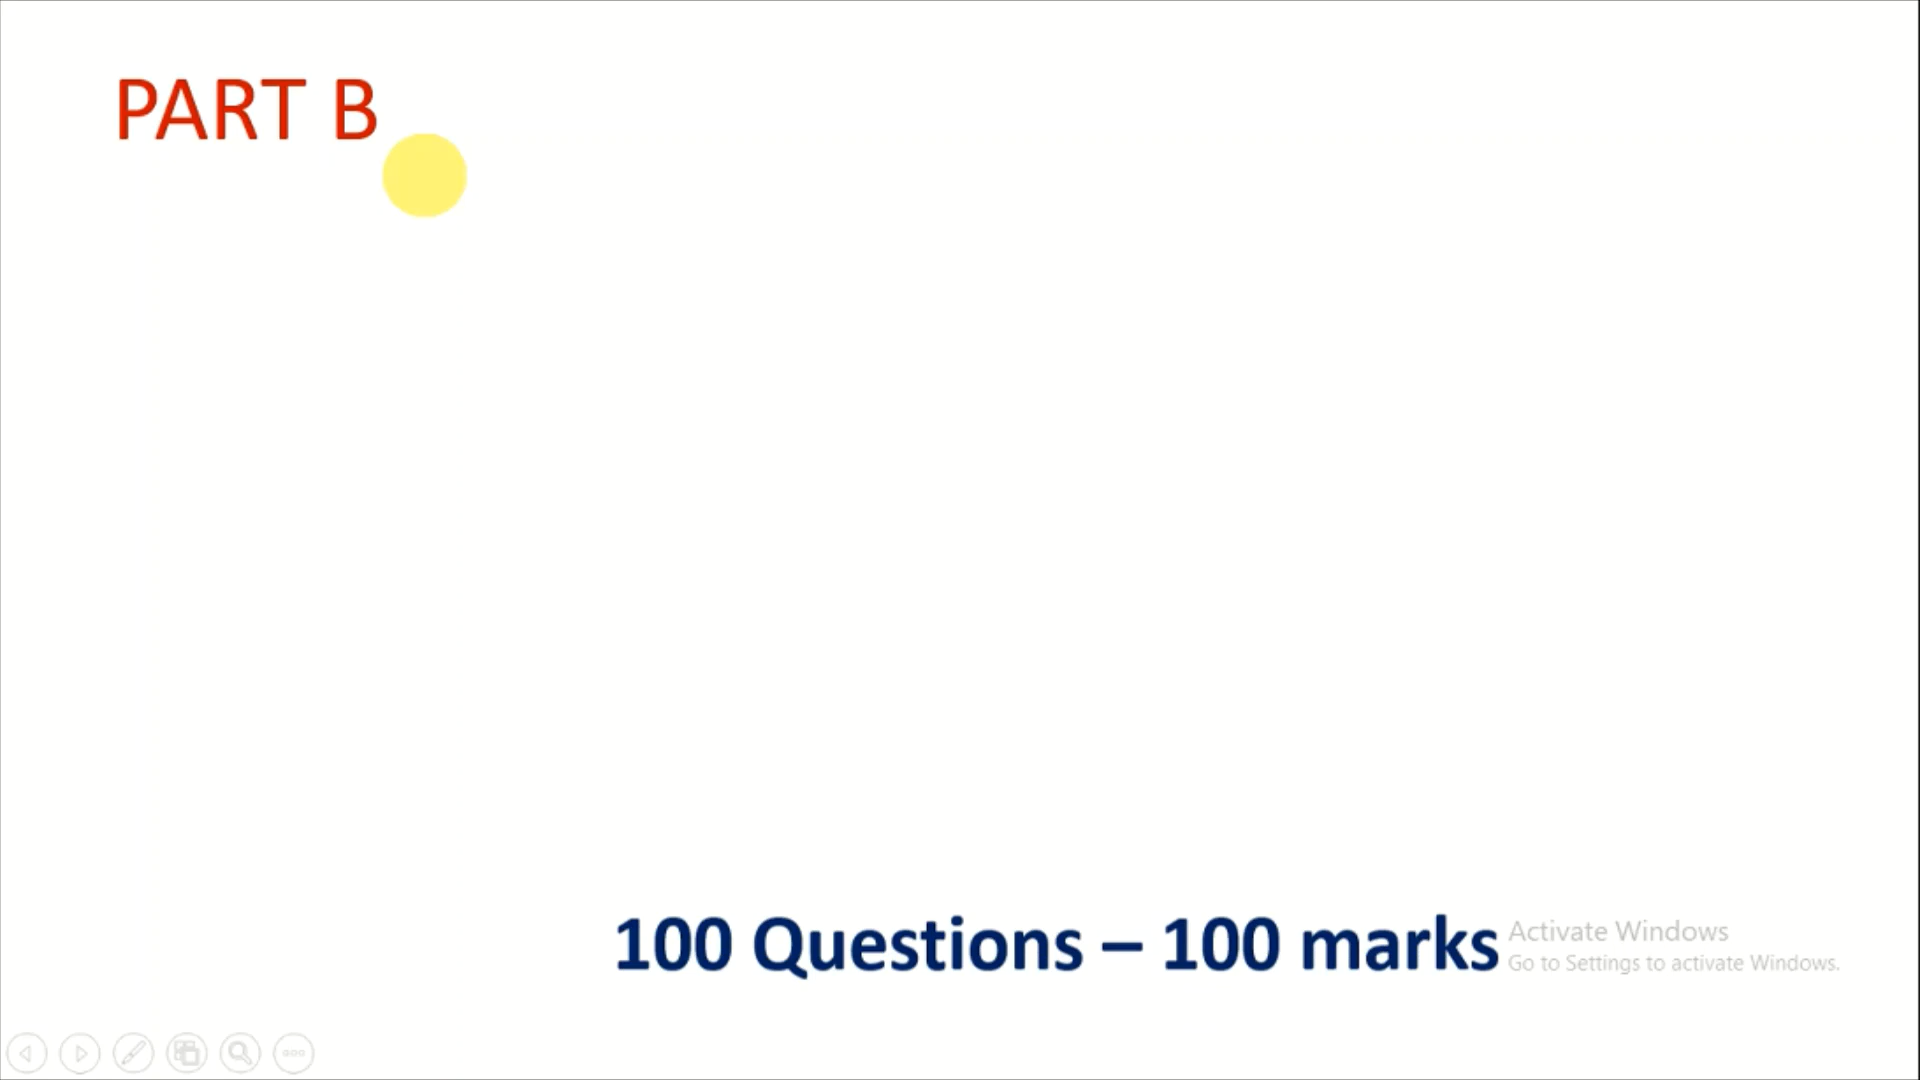 PART B
100 Questions – 100 marks
Activate Windows
Go to Settings to activate Windows.